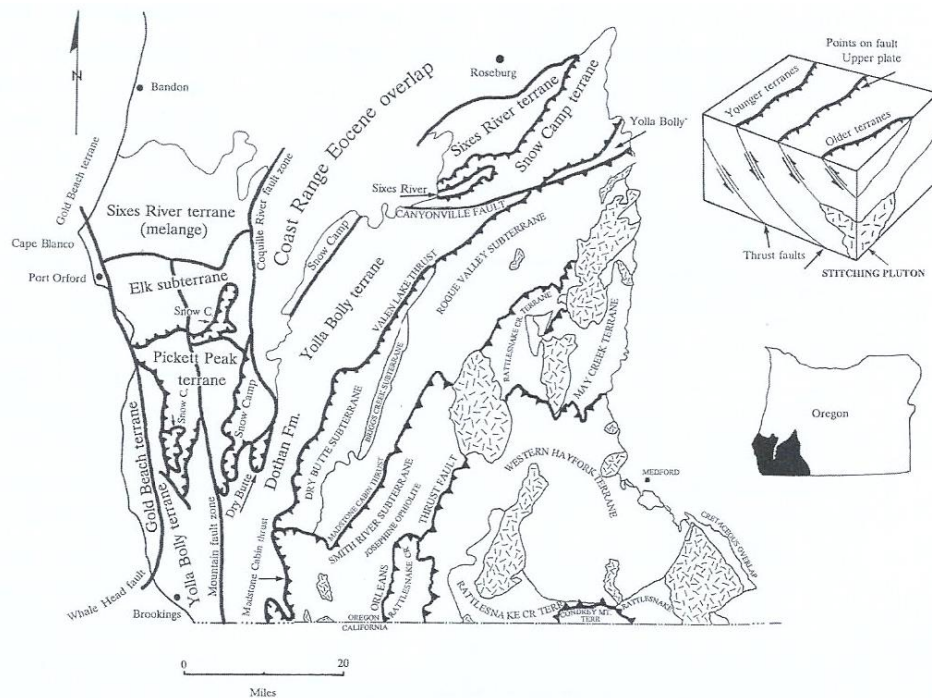 N
Bandon
Roseburg
Gold Beach terrane
Coast Range Eocene overlap
Sixes River terrane
Snow Camp terrane
Yolla Bolly
Sixes River
CANYONVILLE FAULT
Coquille River fault zone
Sixes River terrane
(melange)
Cape Blanco
Port Orford
Elk subterrane
Snow C.
Snow Camp
Yolla Bolly terrane
VALEN LAKE THRUST
ROGUE VALLEY SUBTERRANE
Pickett Peak
terrane
Snow C.
Snow Camp
Gold Beach terrane
Dry Butte
Dothan Fm.
DRY BUTTE SUBTERRANE
BRIGGS CREEK SUBTERRANE
RATTLESNAKE CR TERRANE
MAY CREEK TERRANE
MADSTONE CABIN THRUST
SMITH RIVER SUBTERRANE
JOSEPHINE OPHIOLITE
THRUST FAULT
WESTERN HAYFORK TERRANE
MEDFORD
CRETACEOUS OVERLAP
Yolla Bolly terrane
Mountain fault zone
Madstone Cabin thrust
Whale Head fault
Brookings
ORLEANS
RATTLESNAKE CR.
RATTLESNAKE CR TERR
CONDREY MT.
TERR
RATTLESNAKE
OREGON
CALIFORNIA
0
20
Miles
Points on fault
Upper plate
Younger terranes
Older terranes
Thrust faults
STITCHING PLUTON
Oregon